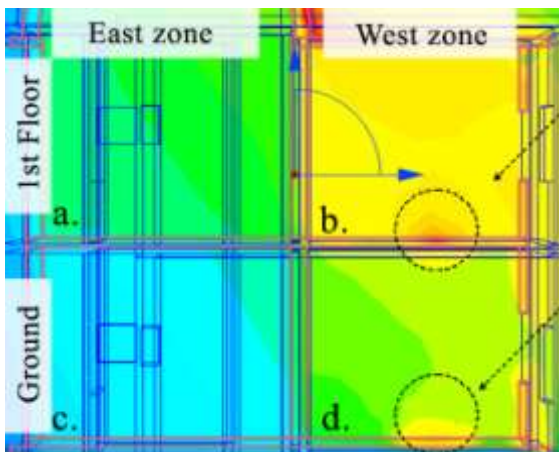 East zone
West zone
1st Floor
a.
b.
Ground
c.
d.